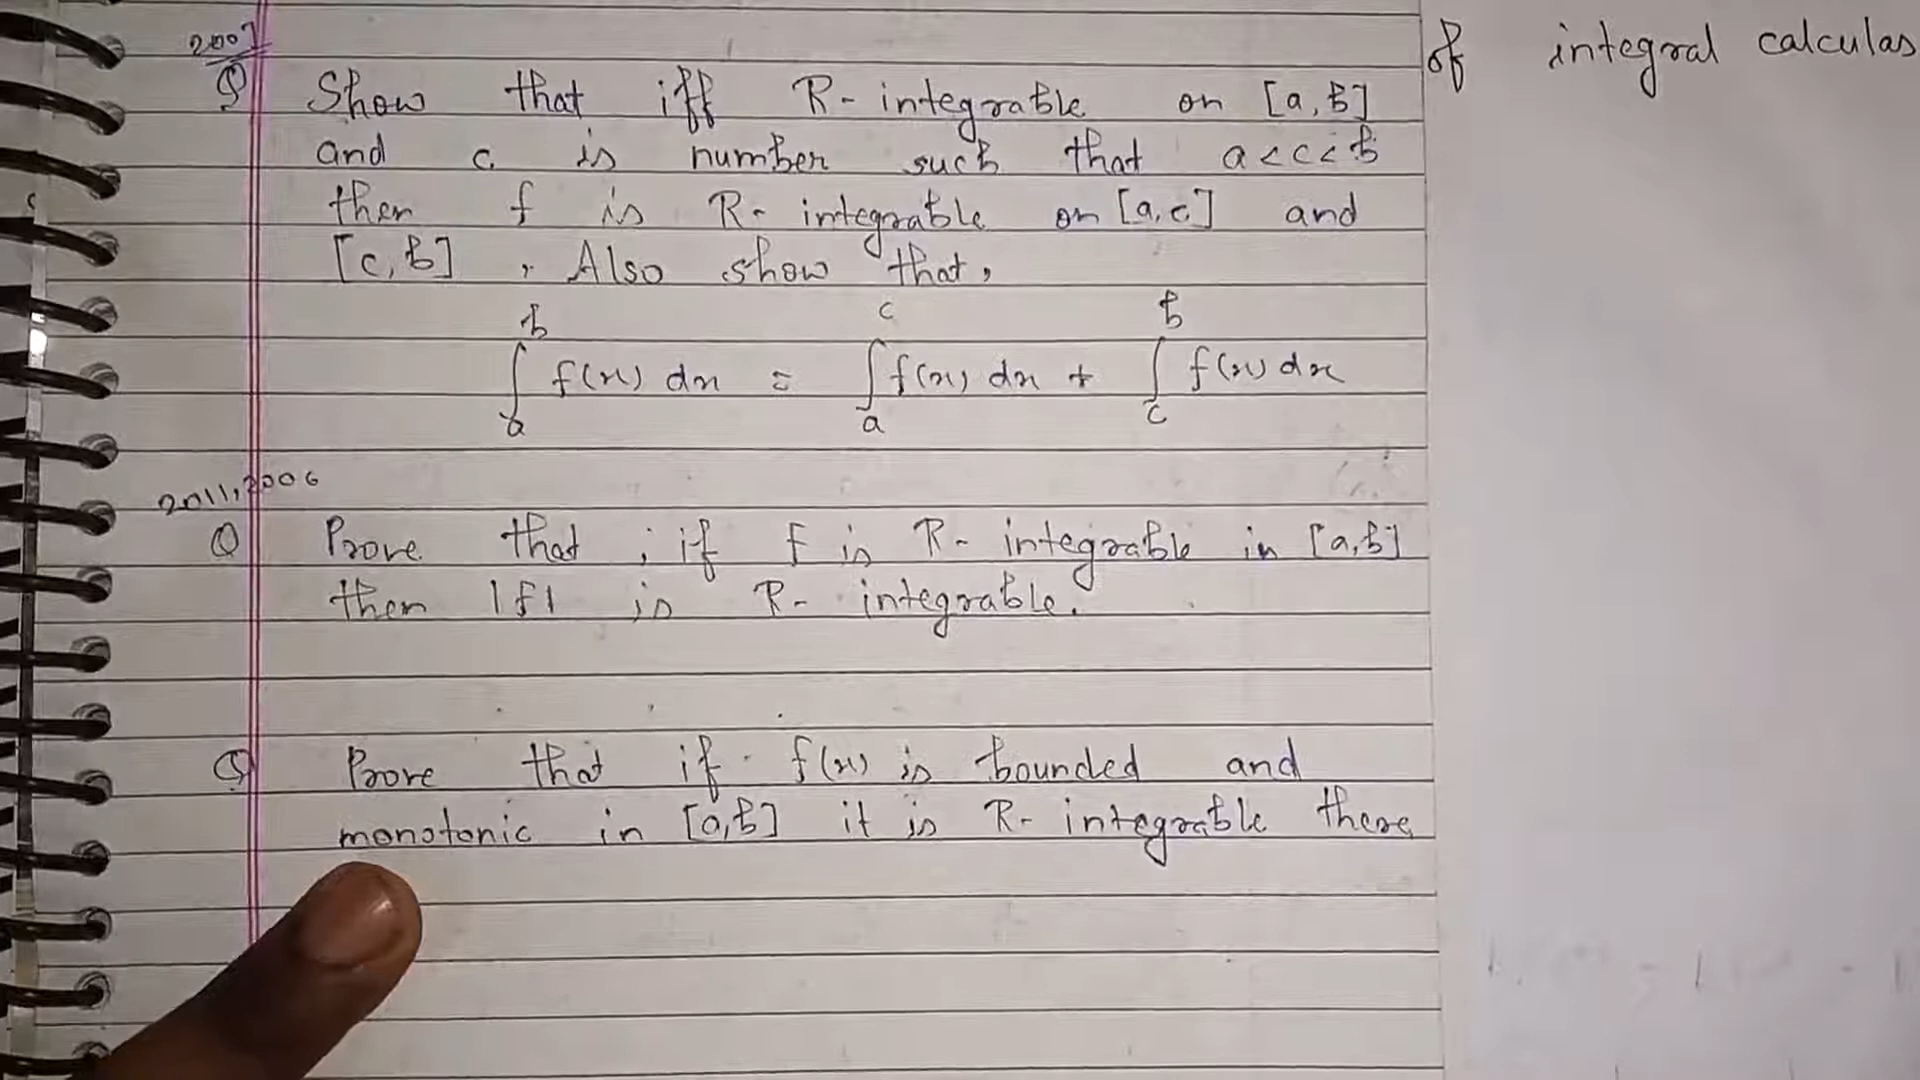 2007
Q Show that iff R- integrable on [a,b]
and c is number such that a<c<b
then f is R- integrable on [a,c] and
[c,b] . Also show that,
∫_a^b f(x) dx = ∫_a^c f(x) dx + ∫_c^b f(x) dx
2011, 2006
Q Prove that , if f is R- integrable in [a,b]
then |f| is R- integrable.
Q Prove that if f(x) is bounded and
monotonic in [a,b] it is R- integrable there
of integral calculas